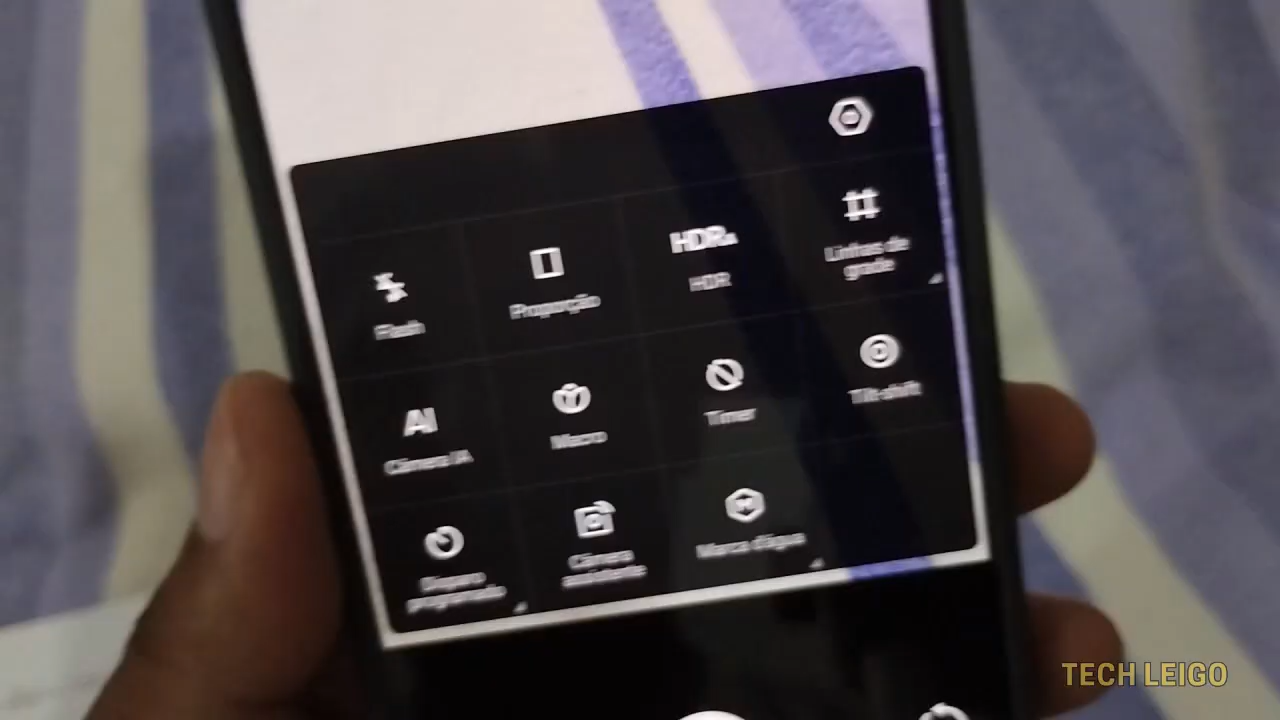 Flash
Proporção
HDR
HDR
Linhas de
grade
AI
Câmera IA
Macro
Timer
Tilt-shift
Disparo
programado
Câmera
assistente
Marca d'água
TECH LEIGO